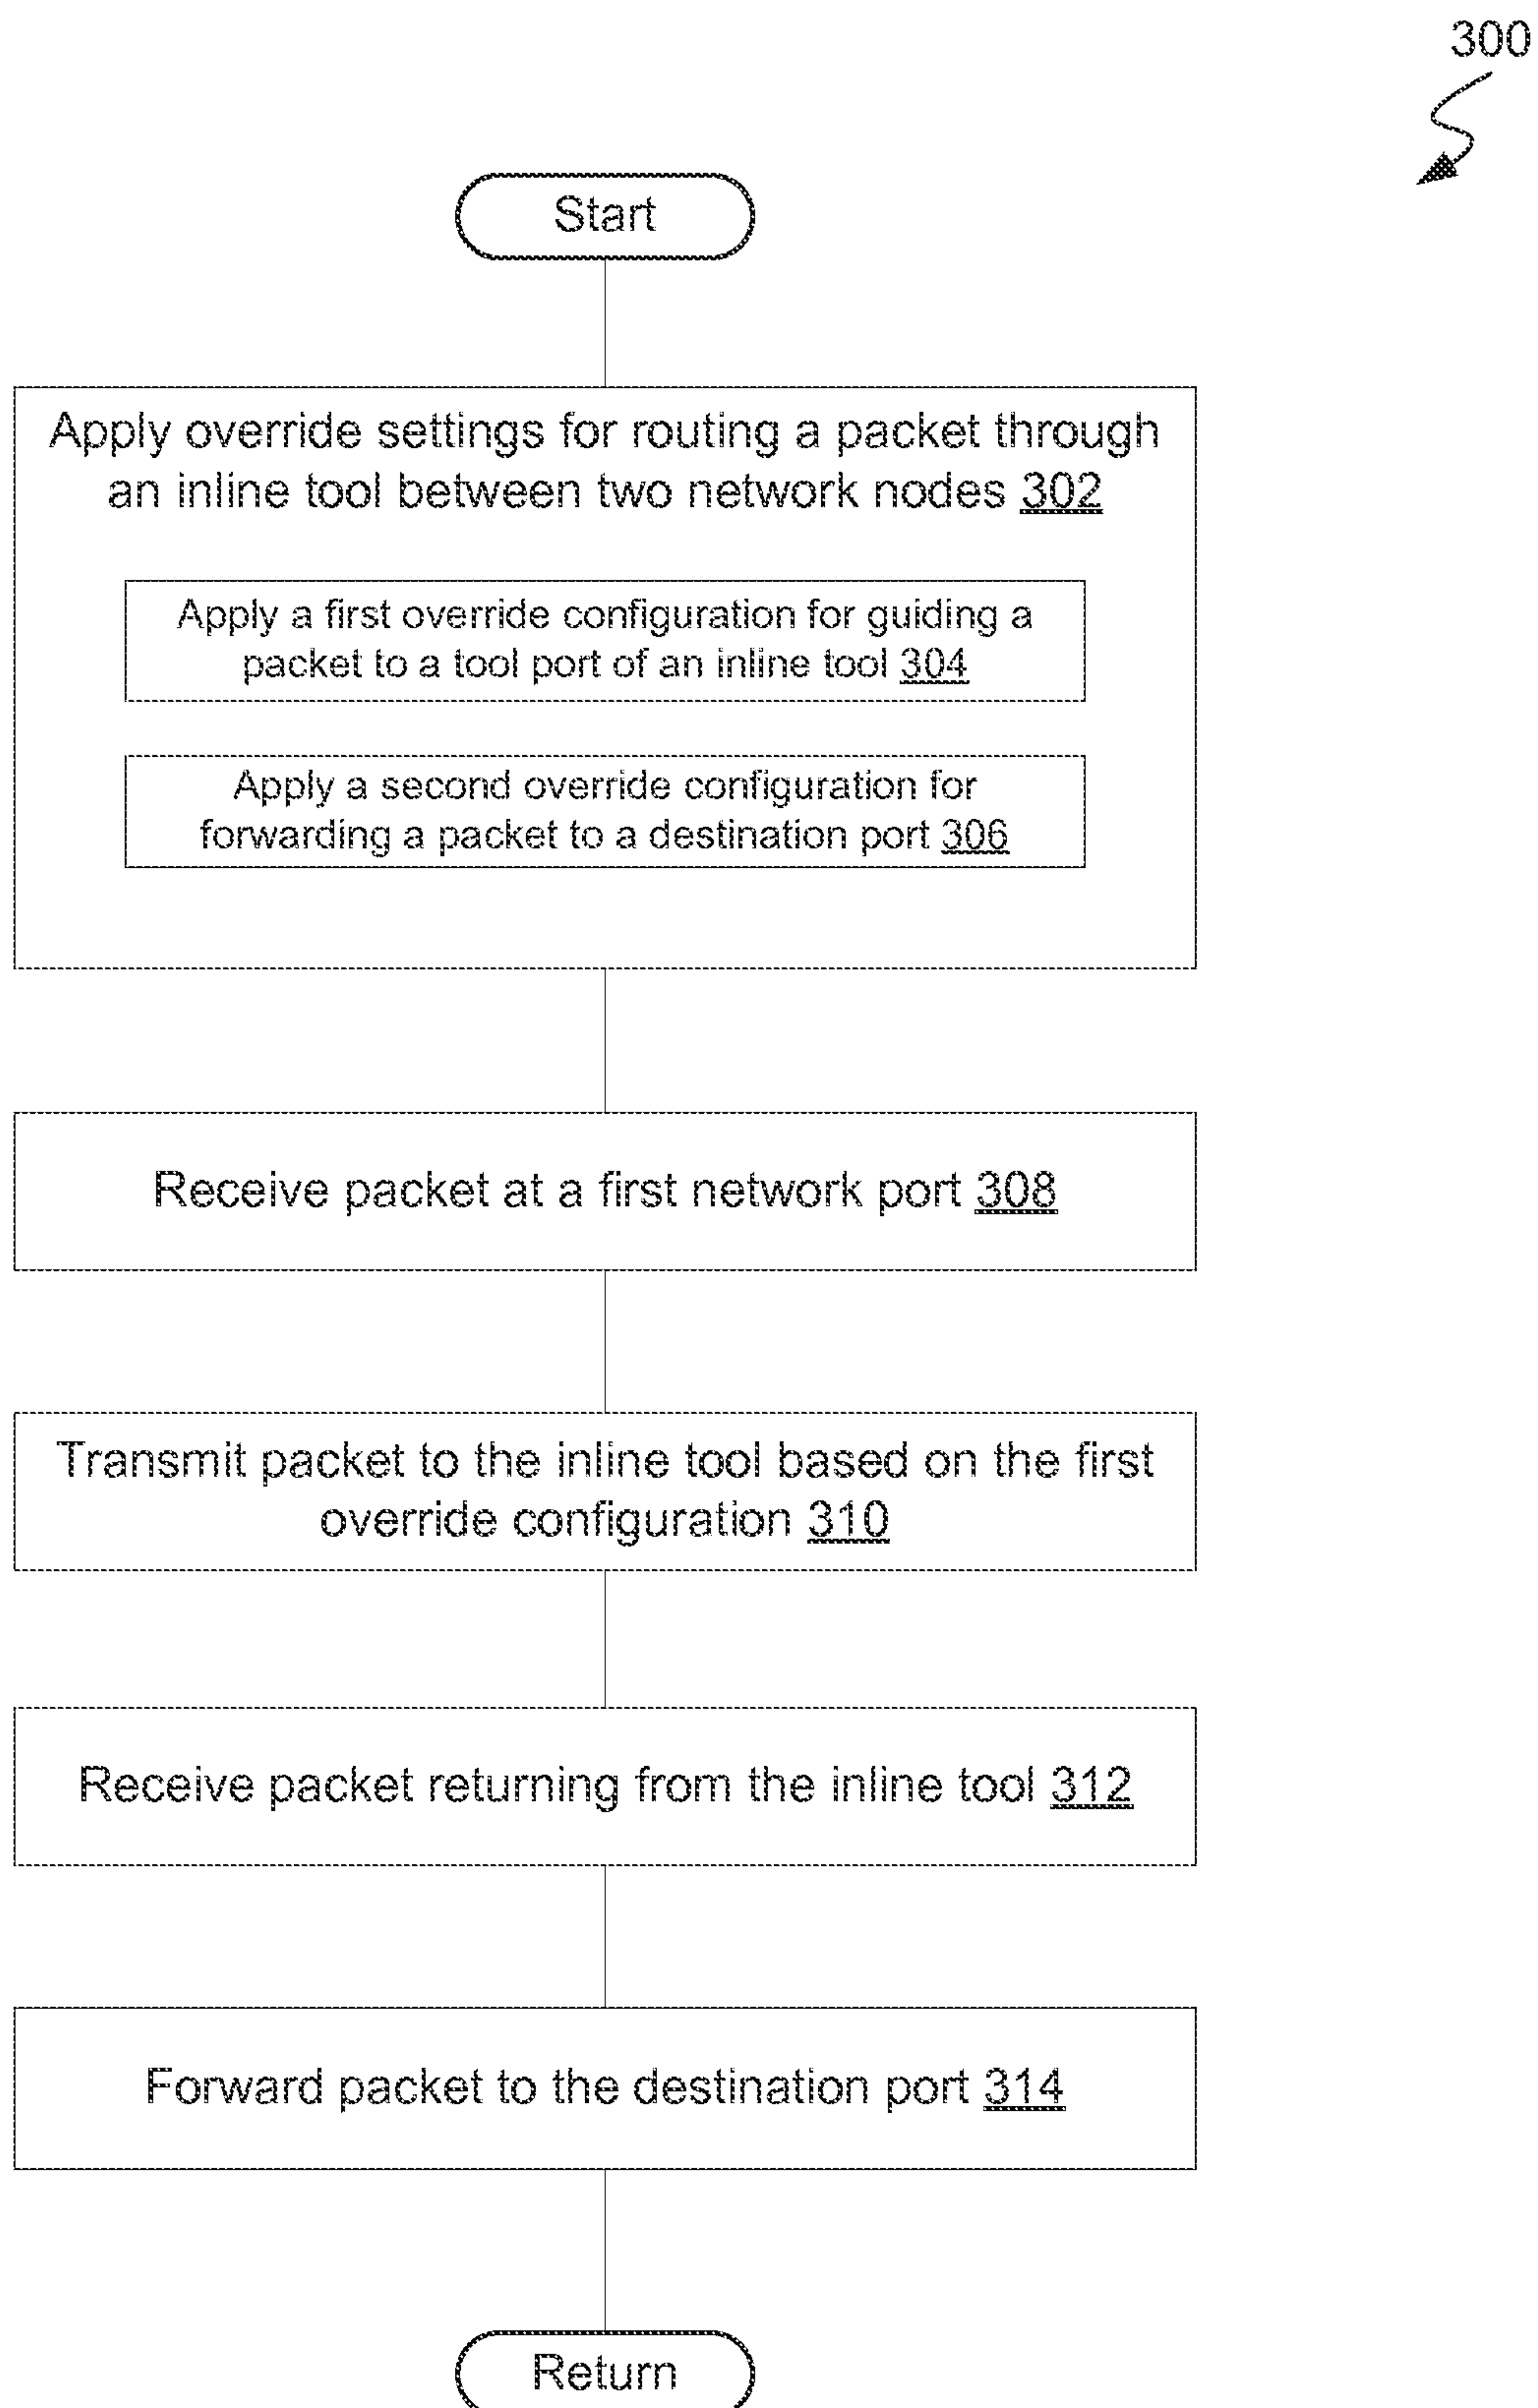 300
Start
Apply override settings for routing a packet through
an inline tool between two network nodes 302
Apply a first override configuration for guiding a
packet to a tool port of an inline tool 304
Apply a second override configuration for
forwarding a packet to a destination port 306
Receive packet at a first network port 308
Transmit packet to the inline tool based on the first
override configuration 310
Receive packet returning from the inline tool 312
Forward packet to the destination port 314
Return